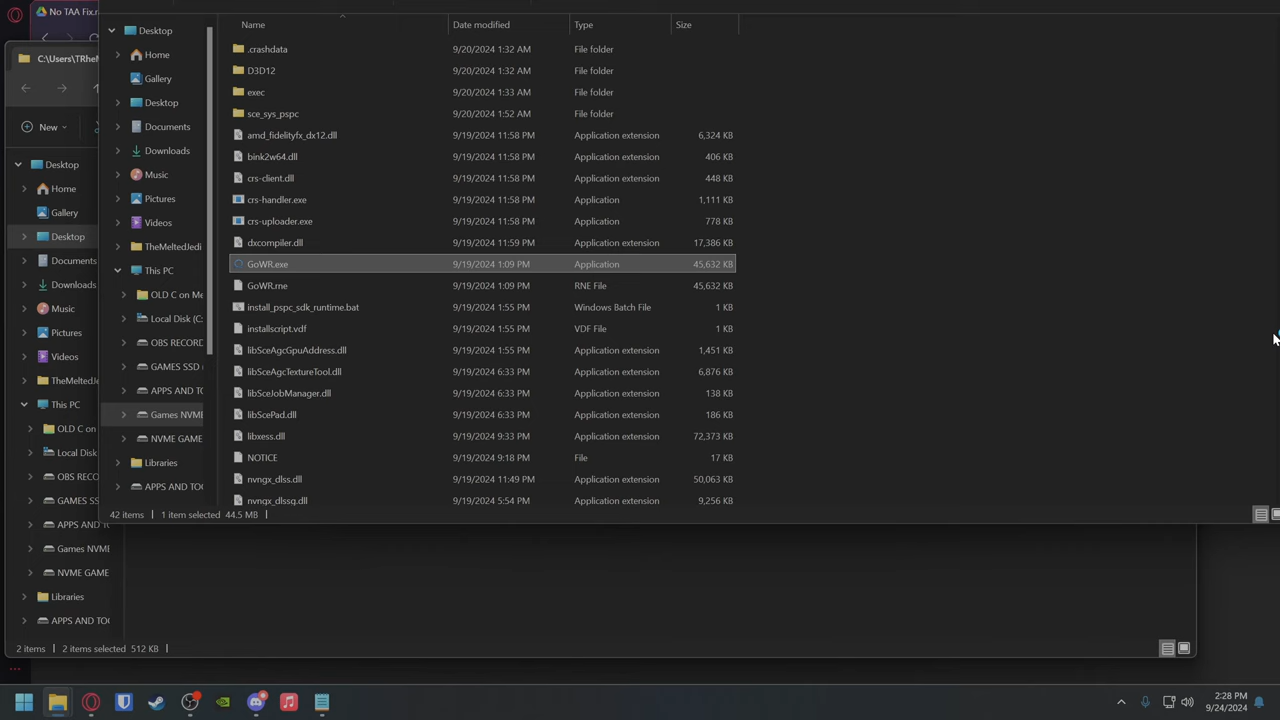 No TAA Fix.r
C:\Users\TRheM
New
Desktop
Home
Gallery
Desktop
Documents
Downloads
Music
Pictures
Videos
TheMeltedJed
This PC
OLD C on
Local Disk
OBS RECO
GAMES SSD
APPS AND
Games NVME
NVME GAME
Libraries
APPS AND TOO
2 items
2 items selected 512 KB
Desktop
Home
Gallery
Desktop
Documents
Downloads
Music
Pictures
Videos
TheMeltedJedi
This PC
OLD C on Me
Local Disk (C:
OBS RECORD
GAMES SSD (
APPS AND TO
Games NVME
NVME GAME
Libraries
APPS AND TO
Name Date modified Type Size
.crashdata 9/20/2024 1:32 AM File folder
D3D12 9/20/2024 1:32 AM File folder
exec 9/20/2024 1:33 AM File folder
sce_sys_pspc 9/20/2024 1:52 AM File folder
amd_fidelityfx_dx12.dll 9/19/2024 11:58 PM Application extension 6,324 KB
bink2w64.dll 9/19/2024 11:58 PM Application extension 406 KB
crs-client.dll 9/19/2024 11:58 PM Application extension 448 KB
crs-handler.exe 9/19/2024 11:58 PM Application 1,111 KB
crs-uploader.exe 9/19/2024 11:58 PM Application 778 KB
dxcompiler.dll 9/19/2024 11:59 PM Application extension 17,386 KB
GoWR.exe 9/19/2024 1:09 PM Application 45,632 KB
GoWR.rne 9/19/2024 1:09 PM RNE File 45,632 KB
install_pspc_sdk_runtime.bat 9/19/2024 1:55 PM Windows Batch File 1 KB
installscript.vdf 9/19/2024 1:55 PM VDF File 1 KB
libSceAgcGpuAddress.dll 9/19/2024 1:55 PM Application extension 1,451 KB
libSceAgcTextureTool.dll 9/19/2024 6:33 PM Application extension 6,876 KB
libSceJobManager.dll 9/19/2024 6:33 PM Application extension 138 KB
libScePad.dll 9/19/2024 6:33 PM Application extension 186 KB
libxess.dll 9/19/2024 9:33 PM Application extension 72,373 KB
NOTICE 9/19/2024 9:18 PM File 17 KB
nvngx_dlss.dll 9/19/2024 11:49 PM Application extension 50,063 KB
nvngx_dlssg.dll 9/19/2024 5:54 PM Application extension 9,256 KB
42 items 1 item selected 44.5 MB
2:28 PM
9/24/2024